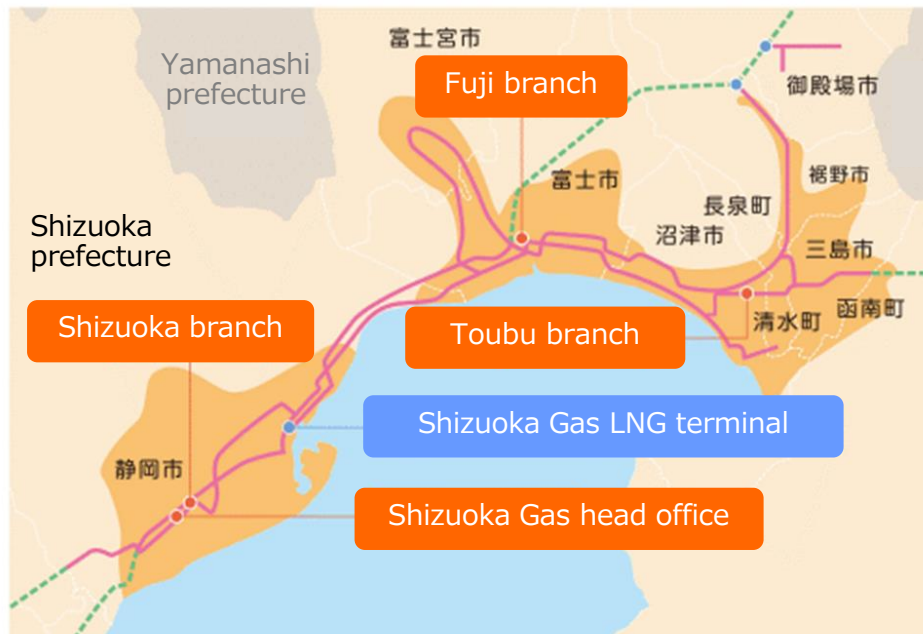 富士宮市
Yamanashi
prefecture
Fuji branch
御殿場市
富士市
裾野市
長泉町
沼津市
Shizuoka
prefecture
三島市
函南町
清水町
Shizuoka branch
Toubu branch
Shizuoka Gas LNG terminal
静岡市
Shizuoka Gas head office